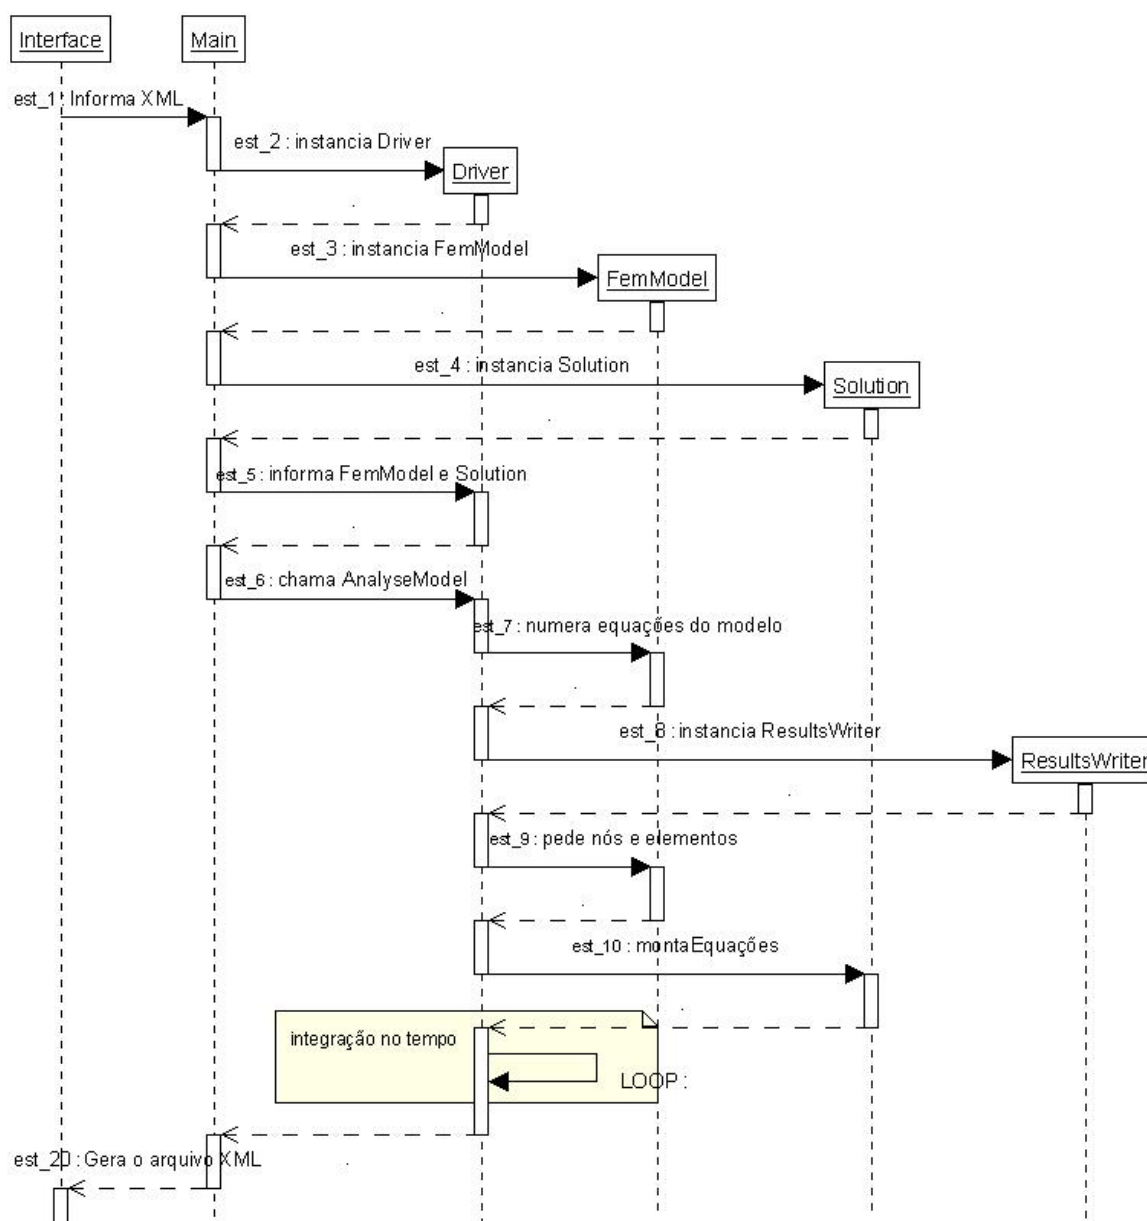 Interface
Main
est_1 : Informa XML
est_2 : instancia Driver
Driver
est_3 : instancia FemModel
FemModel
est_4 : instancia Solution
Solution
est_5 : informa FemModel e Solution
est_6 : chama AnalyseModel
est_7 : numera equações do modelo
est_8 : instancia ResultsWriter
ResultsWriter
est_9 : pede nós e elementos
est_10 : montaEquações
integração no tempo
LOOP :
est_20 : Gera o arquivo XML